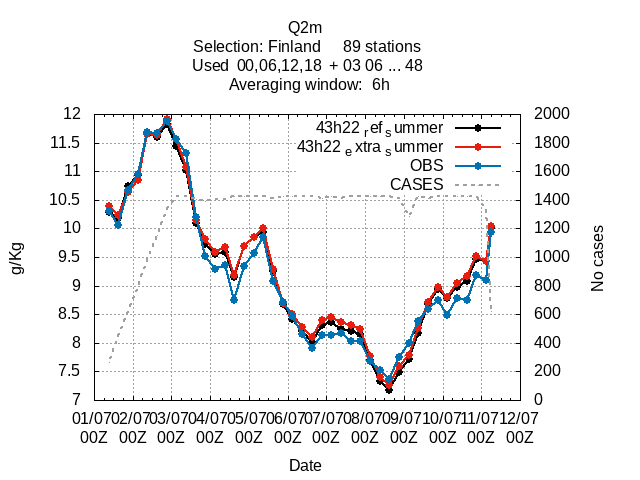 Q2m
Selection: Finland 89 stations
Used 00,06,12,18 + 03 06 ... 48
Averaging window: 6h
43h22 refsummer
43h22 extrasummer
OBS
CASES
12
11.5
11
10.5
10
9.5
9
8.5
8
7.5
7
2000
1800
1600
1400
1200
1000
800
600
400
200
0
g/Kg
No cases
01/07 02/07 03/07 04/07 05/07 06/07 07/07 08/07 09/07 10/07 11/07 12/07
00Z 00Z 00Z 00Z 00Z 00Z 00Z 00Z 00Z 00Z 00Z 00Z
Date